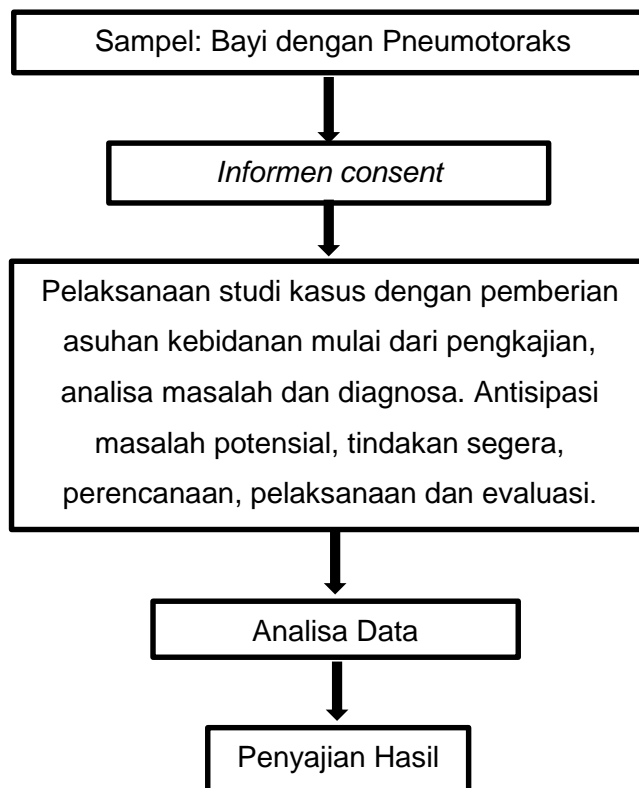 Sampel: Bayi dengan Pneumotoraks
Informen consent
Pelaksanaan studi kasus dengan pemberian
asuhan kebidanan mulai dari pengkajian,
analisa masalah dan diagnosa. Antisipasi
masalah potensial, tindakan segera,
perencanaan, pelaksanaan dan evaluasi.
Analisa Data
Penyajian Hasil